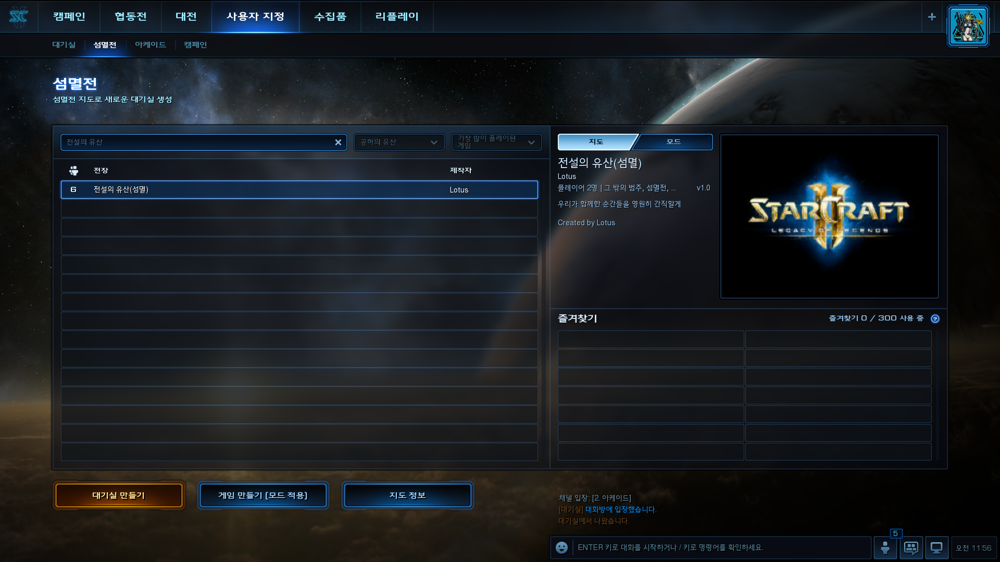 캠페인 협동전 대전 사용자 지정 수집품 리플레이
대기실 섬멸전 아케이드 캠페인
섬멸전
섬멸전 지도로 새로운 대기실 생성
전설의 유산
공허의 유산
가장 많이 플레이된
게임
전장 제작자
6 전설의 유산(섬멸) Lotus
지도 모드
전설의 유산(섬멸)
Lotus
플레이어 2명 | 그 밖의 범주, 섬멸전, ... v1.0
우리가 함께한 순간들을 영원히 간직할게
Created by Lotus
STARCRAFT
II
LEGACY OF LEGENDS
즐겨찾기 즐겨찾기 0 / 300 사용 중 ?
대기실 만들기 게임 만들기 (모드 적용) 지도 정보
채널 입장: [2. 아케이드]
[대기실] 대화방에 입장했습니다.
대기실에서 나왔습니다.
5
ENTER 키로 대화를 시작하거나 / 키로 명령어를 확인하세요.
오전 11:56